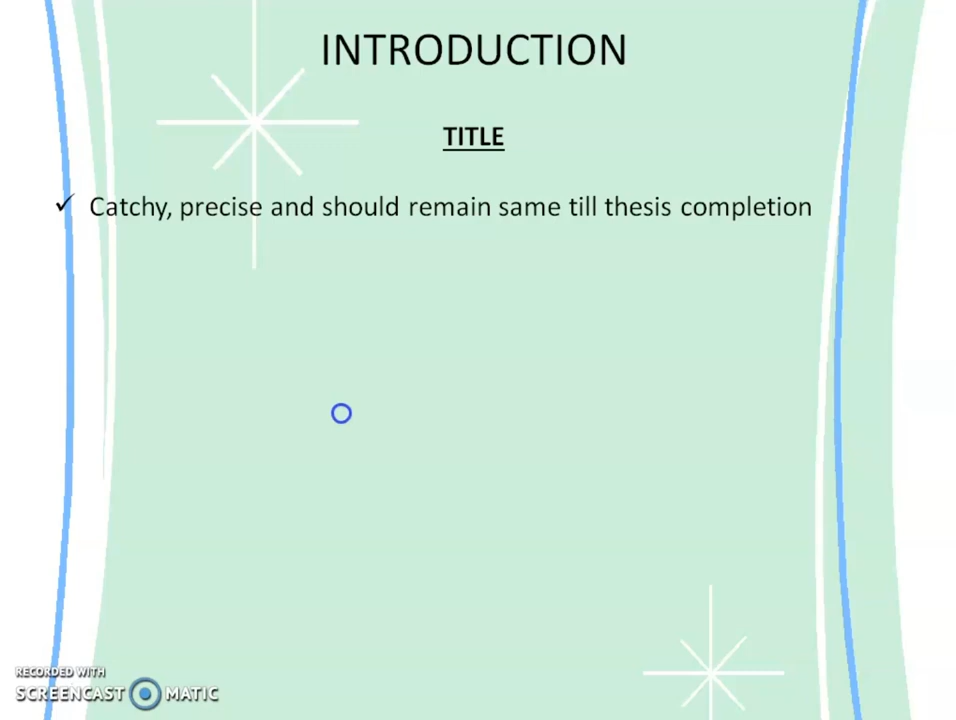 INTRODUCTION
TITLE
✓ Catchy, precise and should remain same till thesis completion
RECORDED WITH
SCREENCAST MATIC